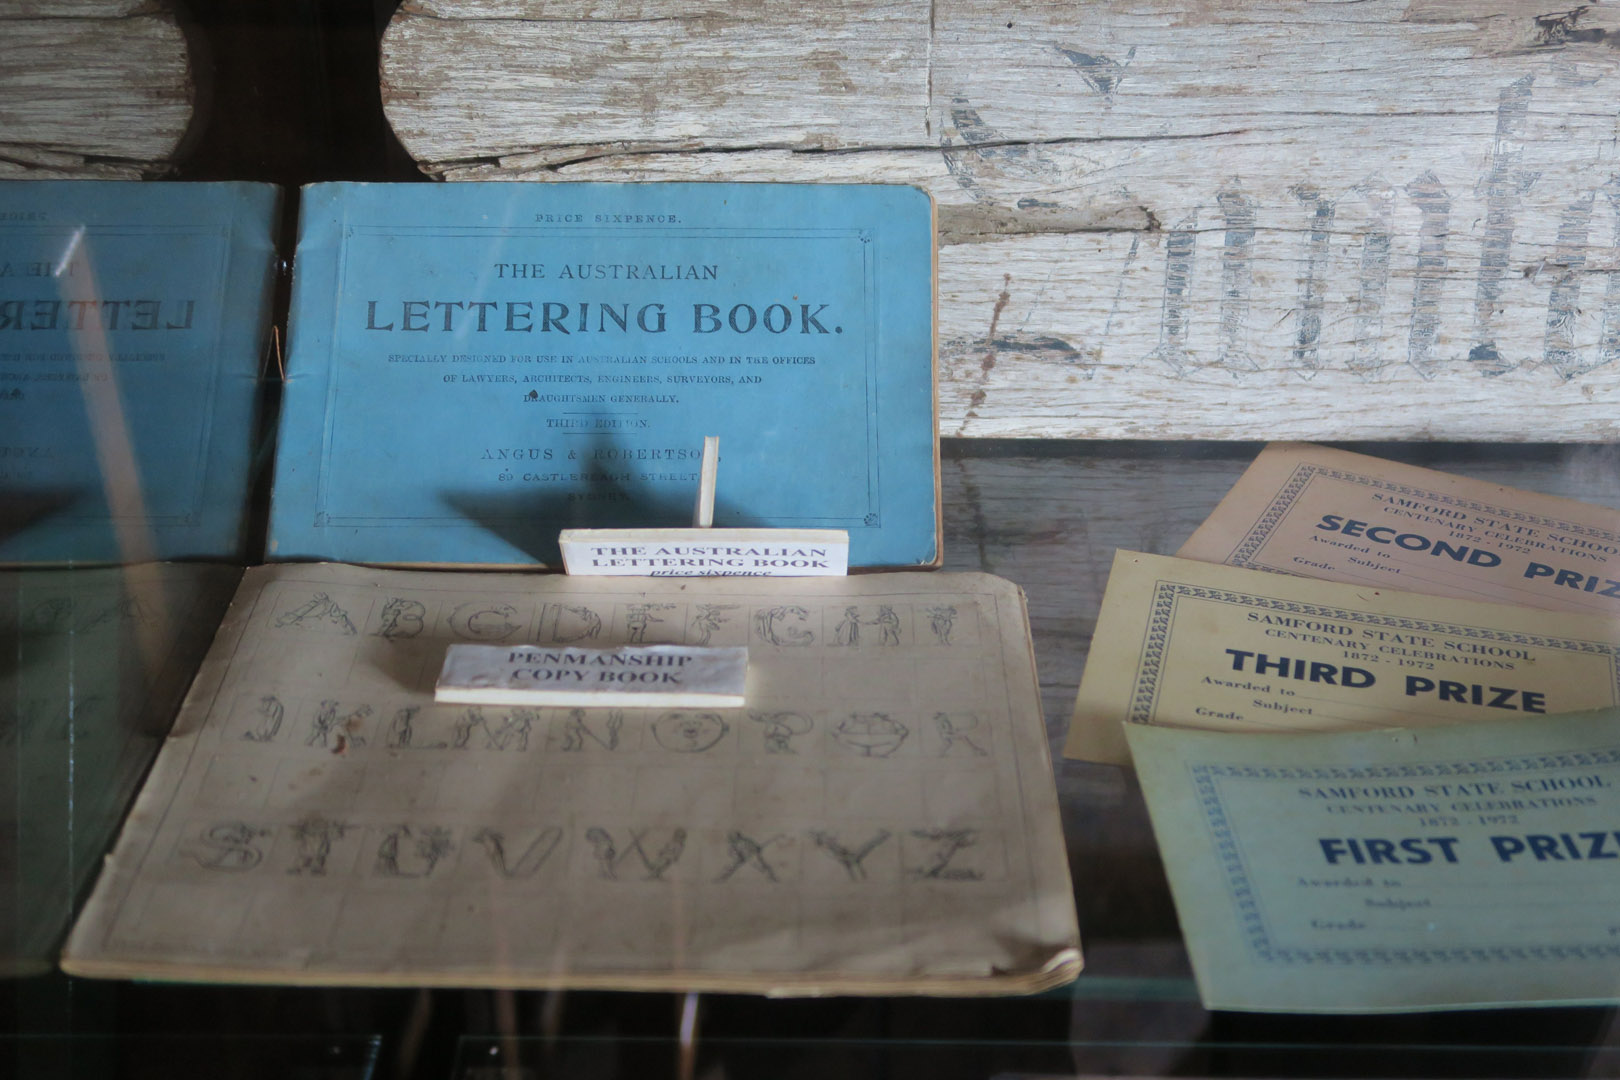 PRICE SIXPENCE.
THE AUSTRALIAN
LETTERING BOOK.
SPECIALLY DESIGNED FOR USE IN AUSTRALIAN SCHOOLS AND IN THE OFFICES
OF LAWYERS, ARCHITECTS, ENGINEERS, SURVEYORS, AND
DRAUGHTSMEN GENERALLY.
THIRD EDITION.
ANGUS & ROBERTSO
89 CASTLEREAGH STREET
SYDNEY
THE AUSTRALIAN
LETTERING BOOK
price sixpence
A B C D E F G H I
PENMANSHIP
COPY BOOK
J K L M N O P Q R
S T U V W X Y Z
SAMFORD STATE SCHOOL
CENTENARY CELEBRATIONS
1872 - 1972
SECOND PRIZ
Awarded to
Subject
Grade
SAMFORD STATE SCHOOL
CENTENARY CELEBRATIONS
1872 - 1972
THIRD PRIZE
Awarded to
Subject
Grade
SAMFORD STATE SCHOOL
CENTENARY CELEBRATIONS
1872 - 1972
FIRST PRIZ
Awarded to
Subject
Grade